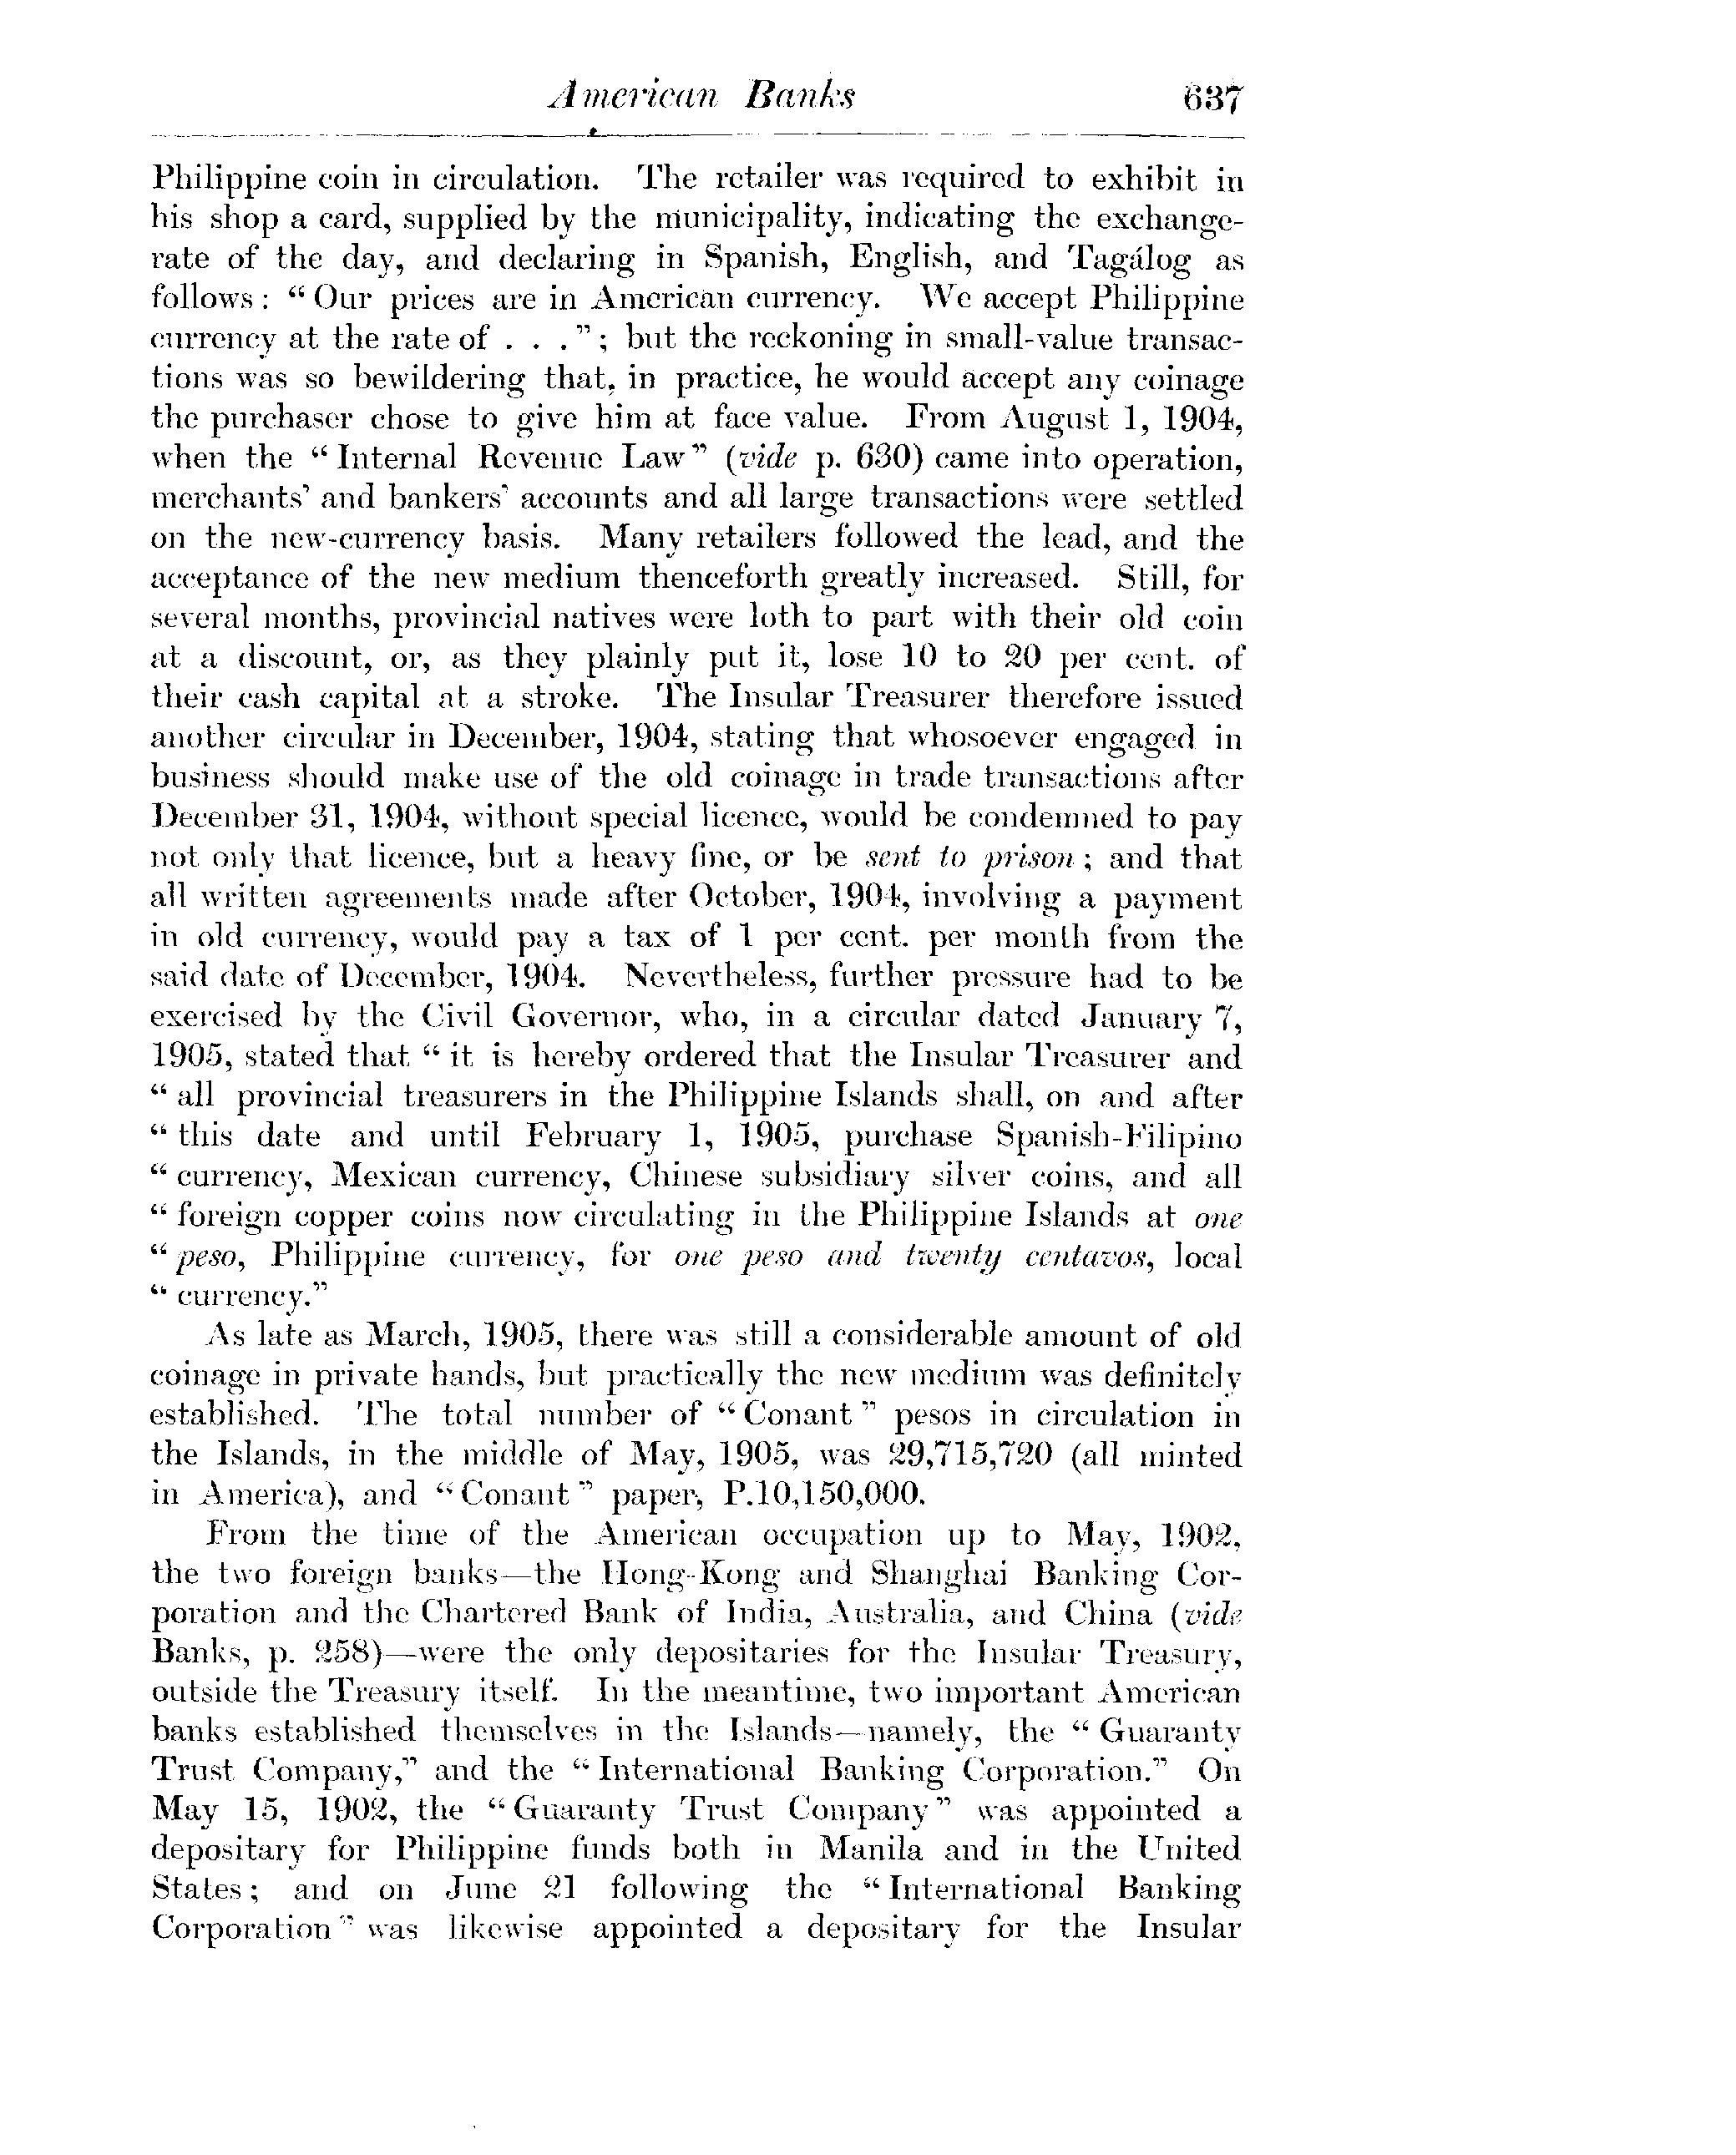 American Banks 637
Philippine coin in circulation. The retailer was required to exhibit in
his shop a card, supplied by the municipality, indicating the exchange-
rate of the day, and declaring in Spanish, English, and Tagálog as
follows: “Our prices are in American currency. We accept Philippine
currency at the rate of . . .”; but the reckoning in small-value transac-
tions was so bewildering that, in practice, he would accept any coinage
the purchaser chose to give him at face value. From August 1, 1904,
when the “Internal Revenue Law” (vide p. 630) came into operation,
merchants’ and bankers’ accounts and all large transactions were settled
on the new-currency basis. Many retailers followed the lead, and the
acceptance of the new medium thenceforth greatly increased. Still, for
several months, provincial natives were loth to part with their old coin
at a discount, or, as they plainly put it, lose 10 to 20 per cent. of
their cash capital at a stroke. The Insular Treasurer therefore issued
another circular in December, 1904, stating that whosoever engaged in
business should make use of the old coinage in trade transactions after
December 31, 1904, without special licence, would be condemned to pay
not only that licence, but a heavy fine, or be sent to prison; and that
all written agreements made after October, 1904, involving a payment
in old currency, would pay a tax of 1 per cent. per month from the
said date of December, 1904. Nevertheless, further pressure had to be
exercised by the Civil Governor, who, in a circular dated January 7,
1905, stated that “it is hereby ordered that the Insular Treasurer and
“all provincial treasurers in the Philippine Islands shall, on and after
“this date and until February 1, 1905, purchase Spanish-Filipino
“currency, Mexican currency, Chinese subsidiary silver coins, and all
“foreign copper coins now circulating in the Philippine Islands at one
“peso, Philippine currency, for one peso and twenty centavos, local
“currency.”
As late as March, 1905, there was still a considerable amount of old
coinage in private hands, but practically the new medium was definitely
established. The total number of “Conant” pesos in circulation in
the Islands, in the middle of May, 1905, was 29,715,720 (all minted
in America), and “Conant” paper, P.10,150,000.
From the time of the American occupation up to May, 1902,
the two foreign banks—the Hong-Kong and Shanghai Banking Cor-
poration and the Chartered Bank of India, Australia, and China (vide
Banks, p. 258)—were the only depositaries for the Insular Treasury,
outside the Treasury itself. In the meantime, two important American
banks established themselves in the Islands—namely, the “Guaranty
Trust Company,” and the “International Banking Corporation.” On
May 15, 1902, the “Guaranty Trust Company” was appointed a
depositary for Philippine funds both in Manila and in the United
States; and on June 21 following the “International Banking
Corporation” was likewise appointed a depositary for the Insular